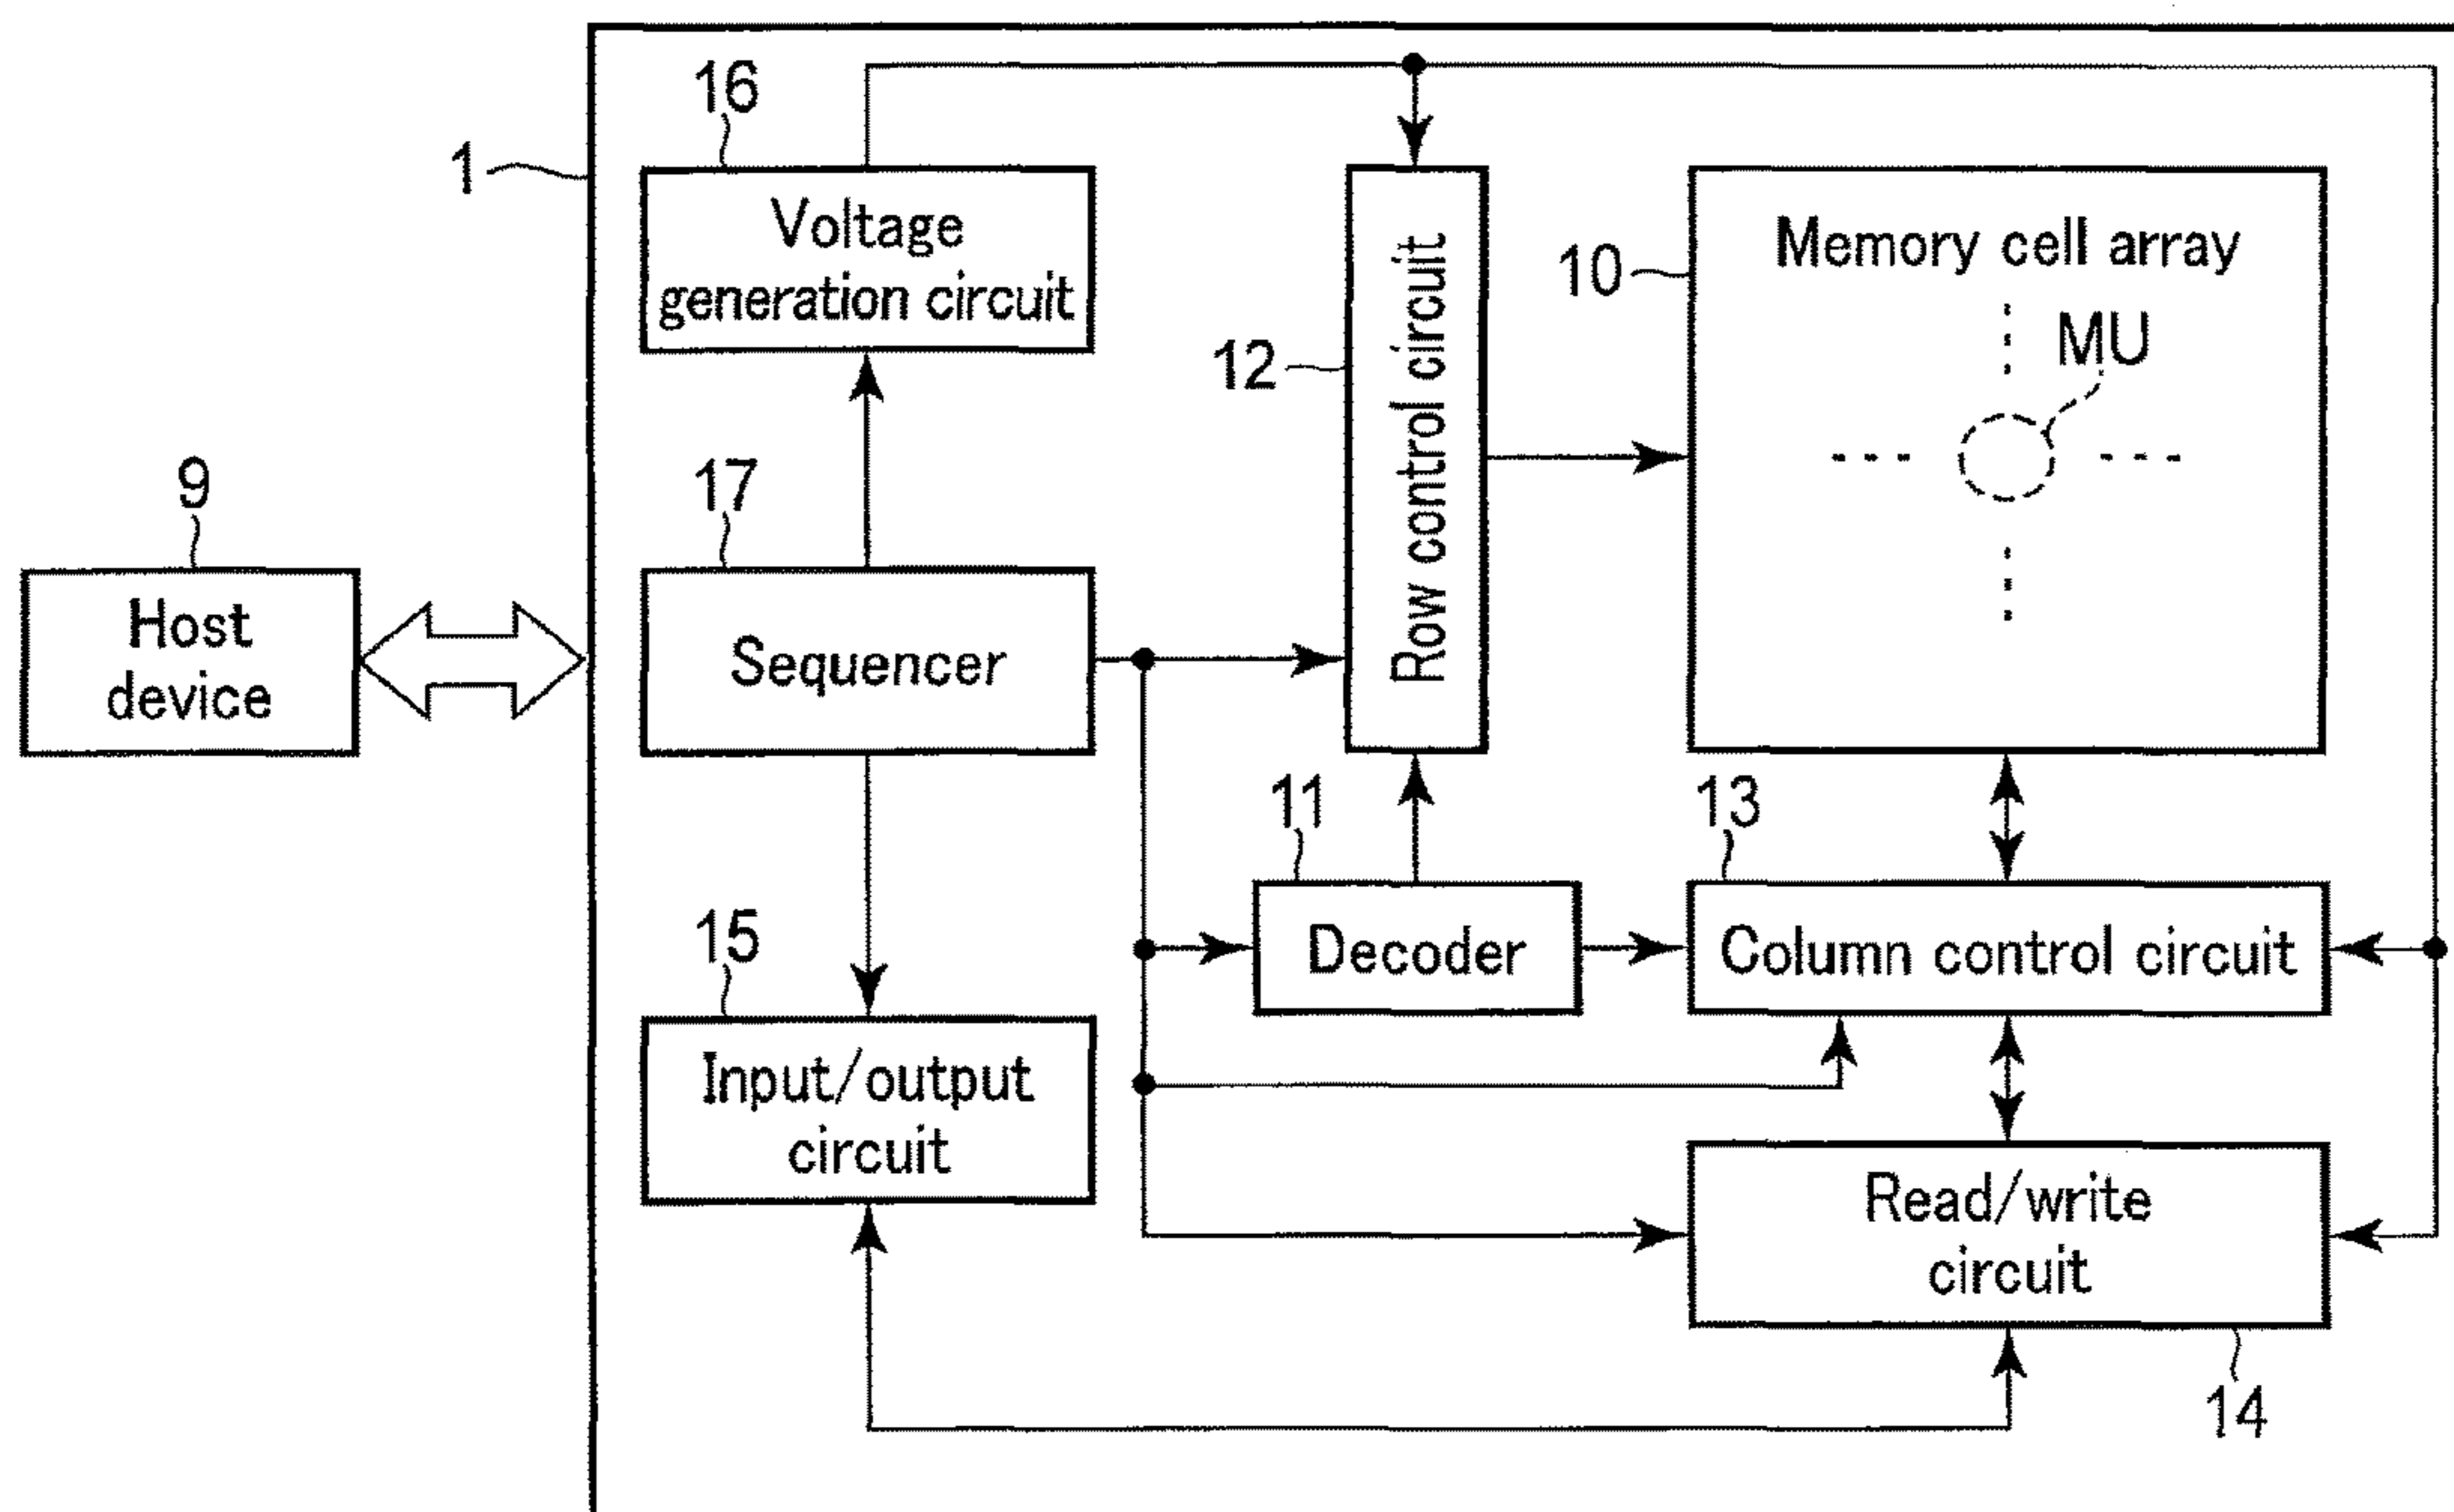 16
1
Voltage
generation circuit
Row control circuit
12
Memory cell array
10
MU
9
17
Host
device
Sequencer
11
13
15
Decoder
Column control circuit
Input/output
circuit
Read/write
circuit
14